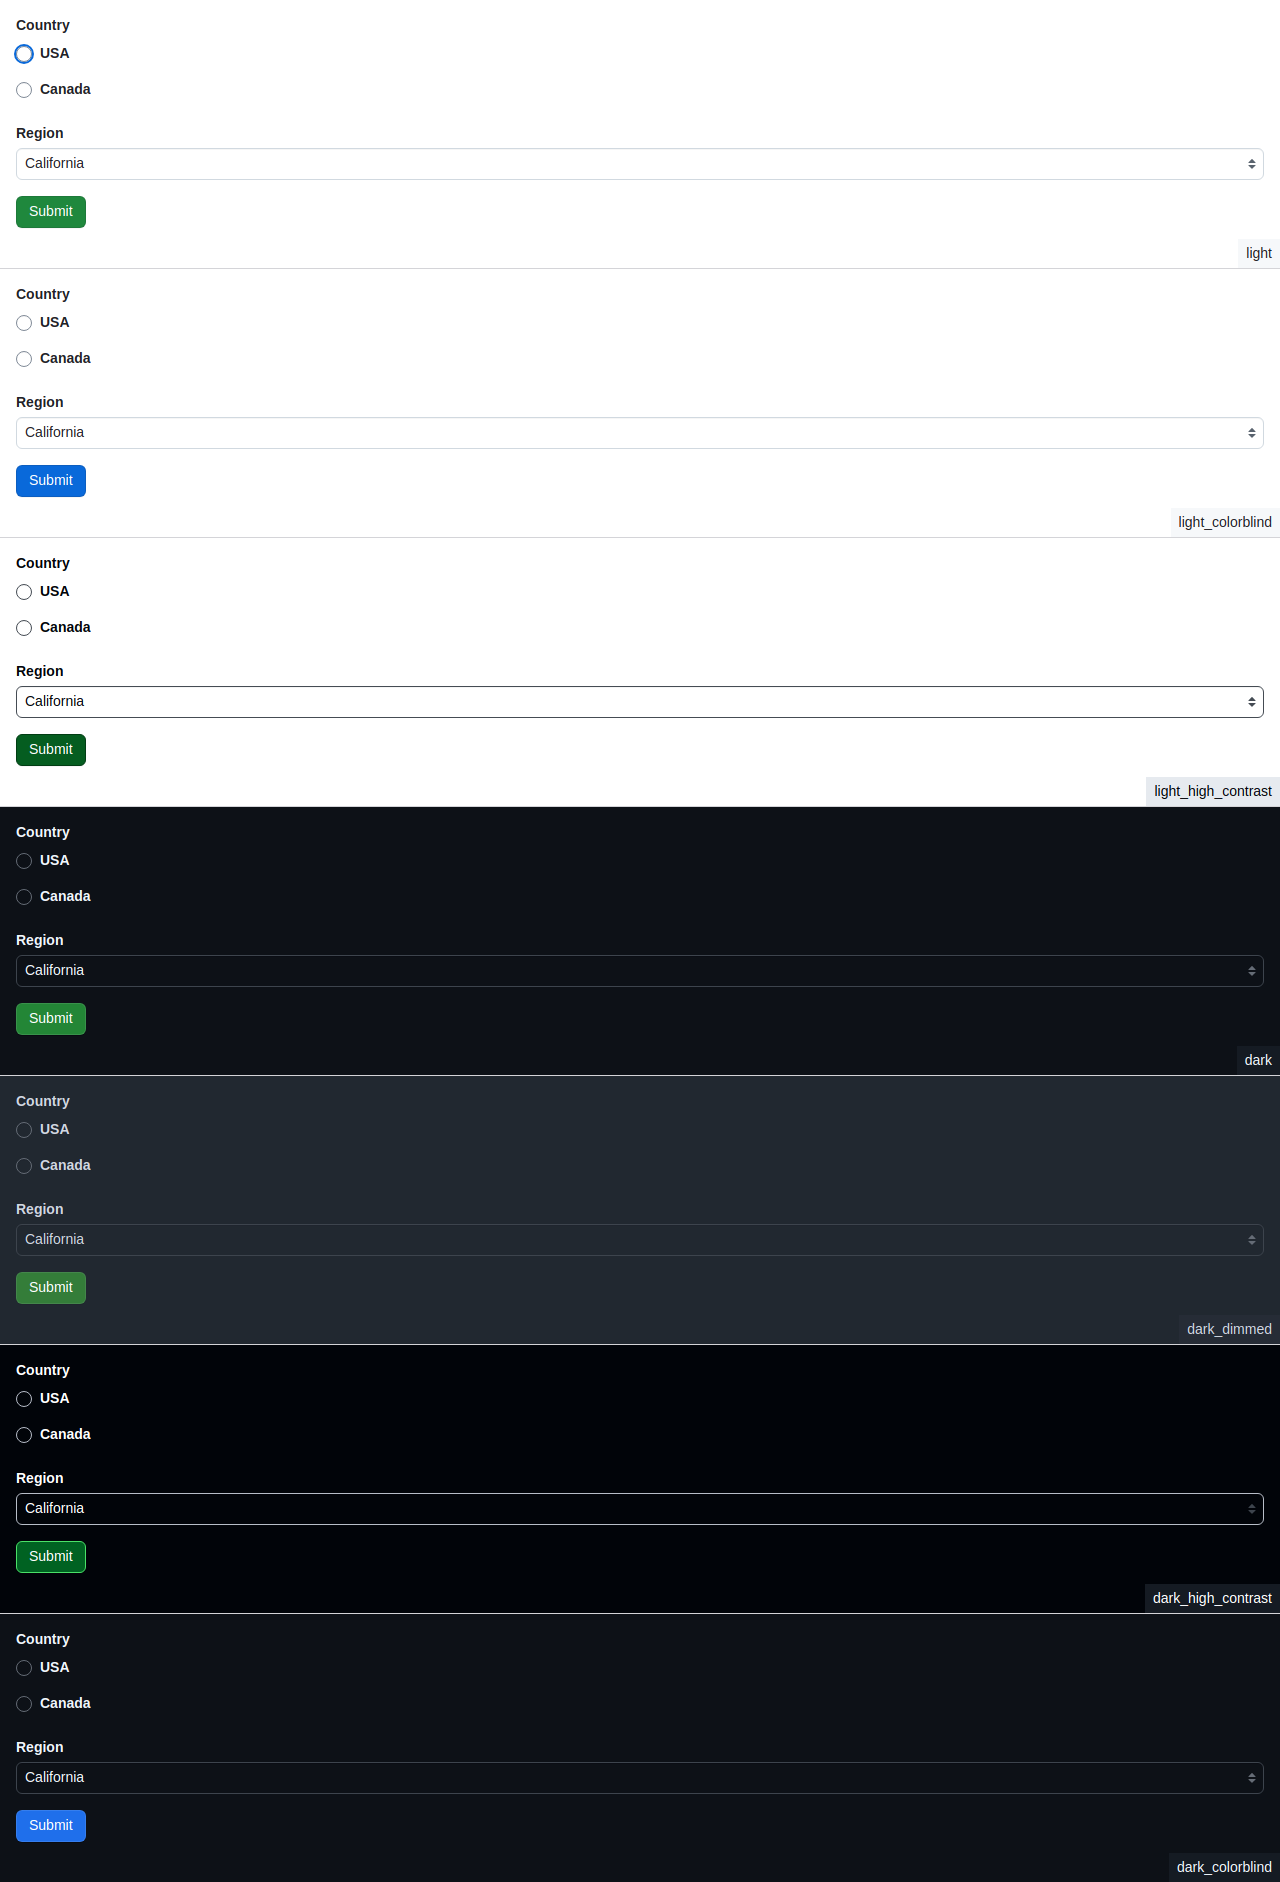 Country
USA
Canada
Region
California
Submit
light
Country
USA
Canada
Region
California
Submit
light_colorblind
Country
USA
Canada
Region
California
Submit
light_high_contrast
Country
USA
Canada
Region
California
Submit
dark
Country
USA
Canada
Region
California
Submit
dark_dimmed
Country
USA
Canada
Region
California
Submit
dark_high_contrast
Country
USA
Canada
Region
California
Submit
dark_colorblind